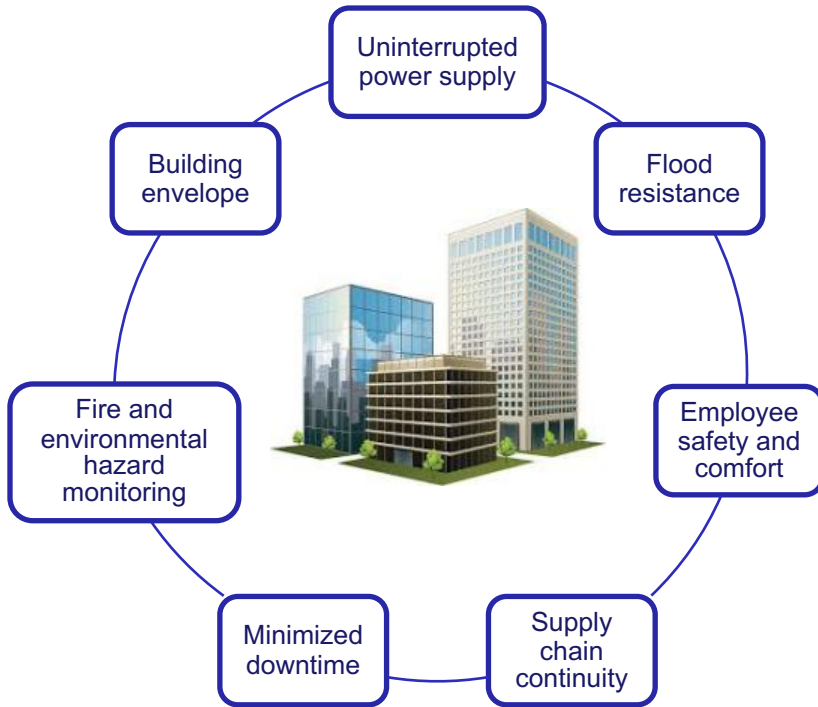 Uninterrupted
power supply
Flood
resistance
Employee
safety and
comfort
Supply
chain
continuity
Minimized
downtime
Fire and
environmental
hazard
monitoring
Building
envelope